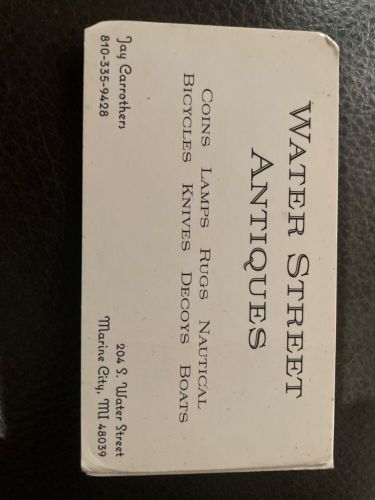 WATER STREET
ANTIQUES
COINS LAMPS RUGS NAUTICAL
BICYCLES KNIVES DECOYS BOATS
Jay Carrothers
810-335-9428
204 S. Water Street
Marine City, MI 48039